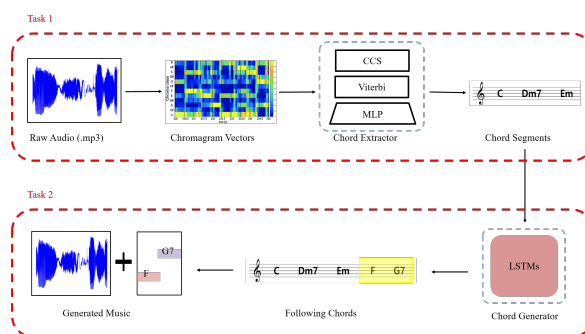 Task 1
CCS
Viterbi
MLP
C Dm7 Em
Raw Audio (.mp3)
Chromagram Vectors
Chord Extractor
Chord Segments
Task 2
G7
F
C Dm7 Em F G7
LSTMs
Generated Music
Following Chords
Chord Generator